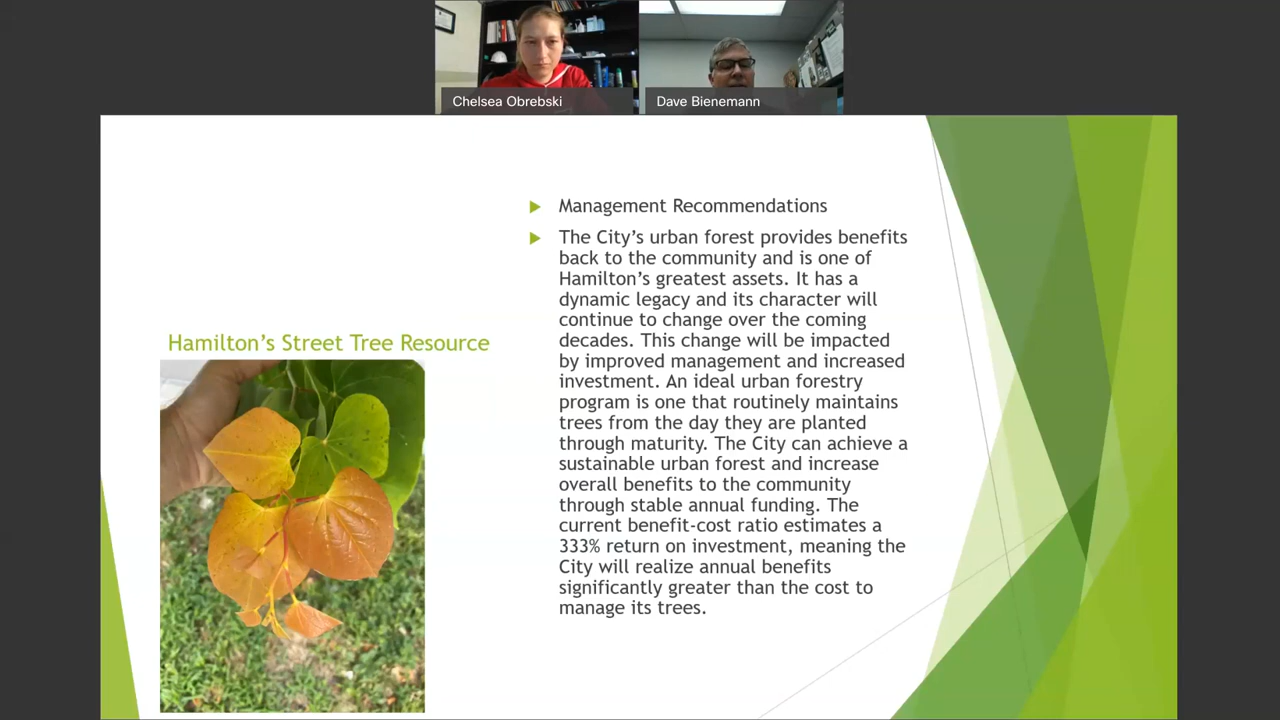 Chelsea Obrebski
Dave Bienemann
Management Recommendations
The City's urban forest provides benefits
back to the community and is one of
Hamilton's greatest assets. It has a
dynamic legacy and its character will
continue to change over the coming
decades. This change will be impacted
by improved management and increased
investment. An ideal urban forestry
program is one that routinely maintains
trees from the day they are planted
through maturity. The City can achieve a
sustainable urban forest and increase
overall benefits to the community
through stable annual funding. The
current benefit-cost ratio estimates a
333% return on investment, meaning the
City will realize annual benefits
significantly greater than the cost to
manage its trees.
Hamilton's Street Tree Resource